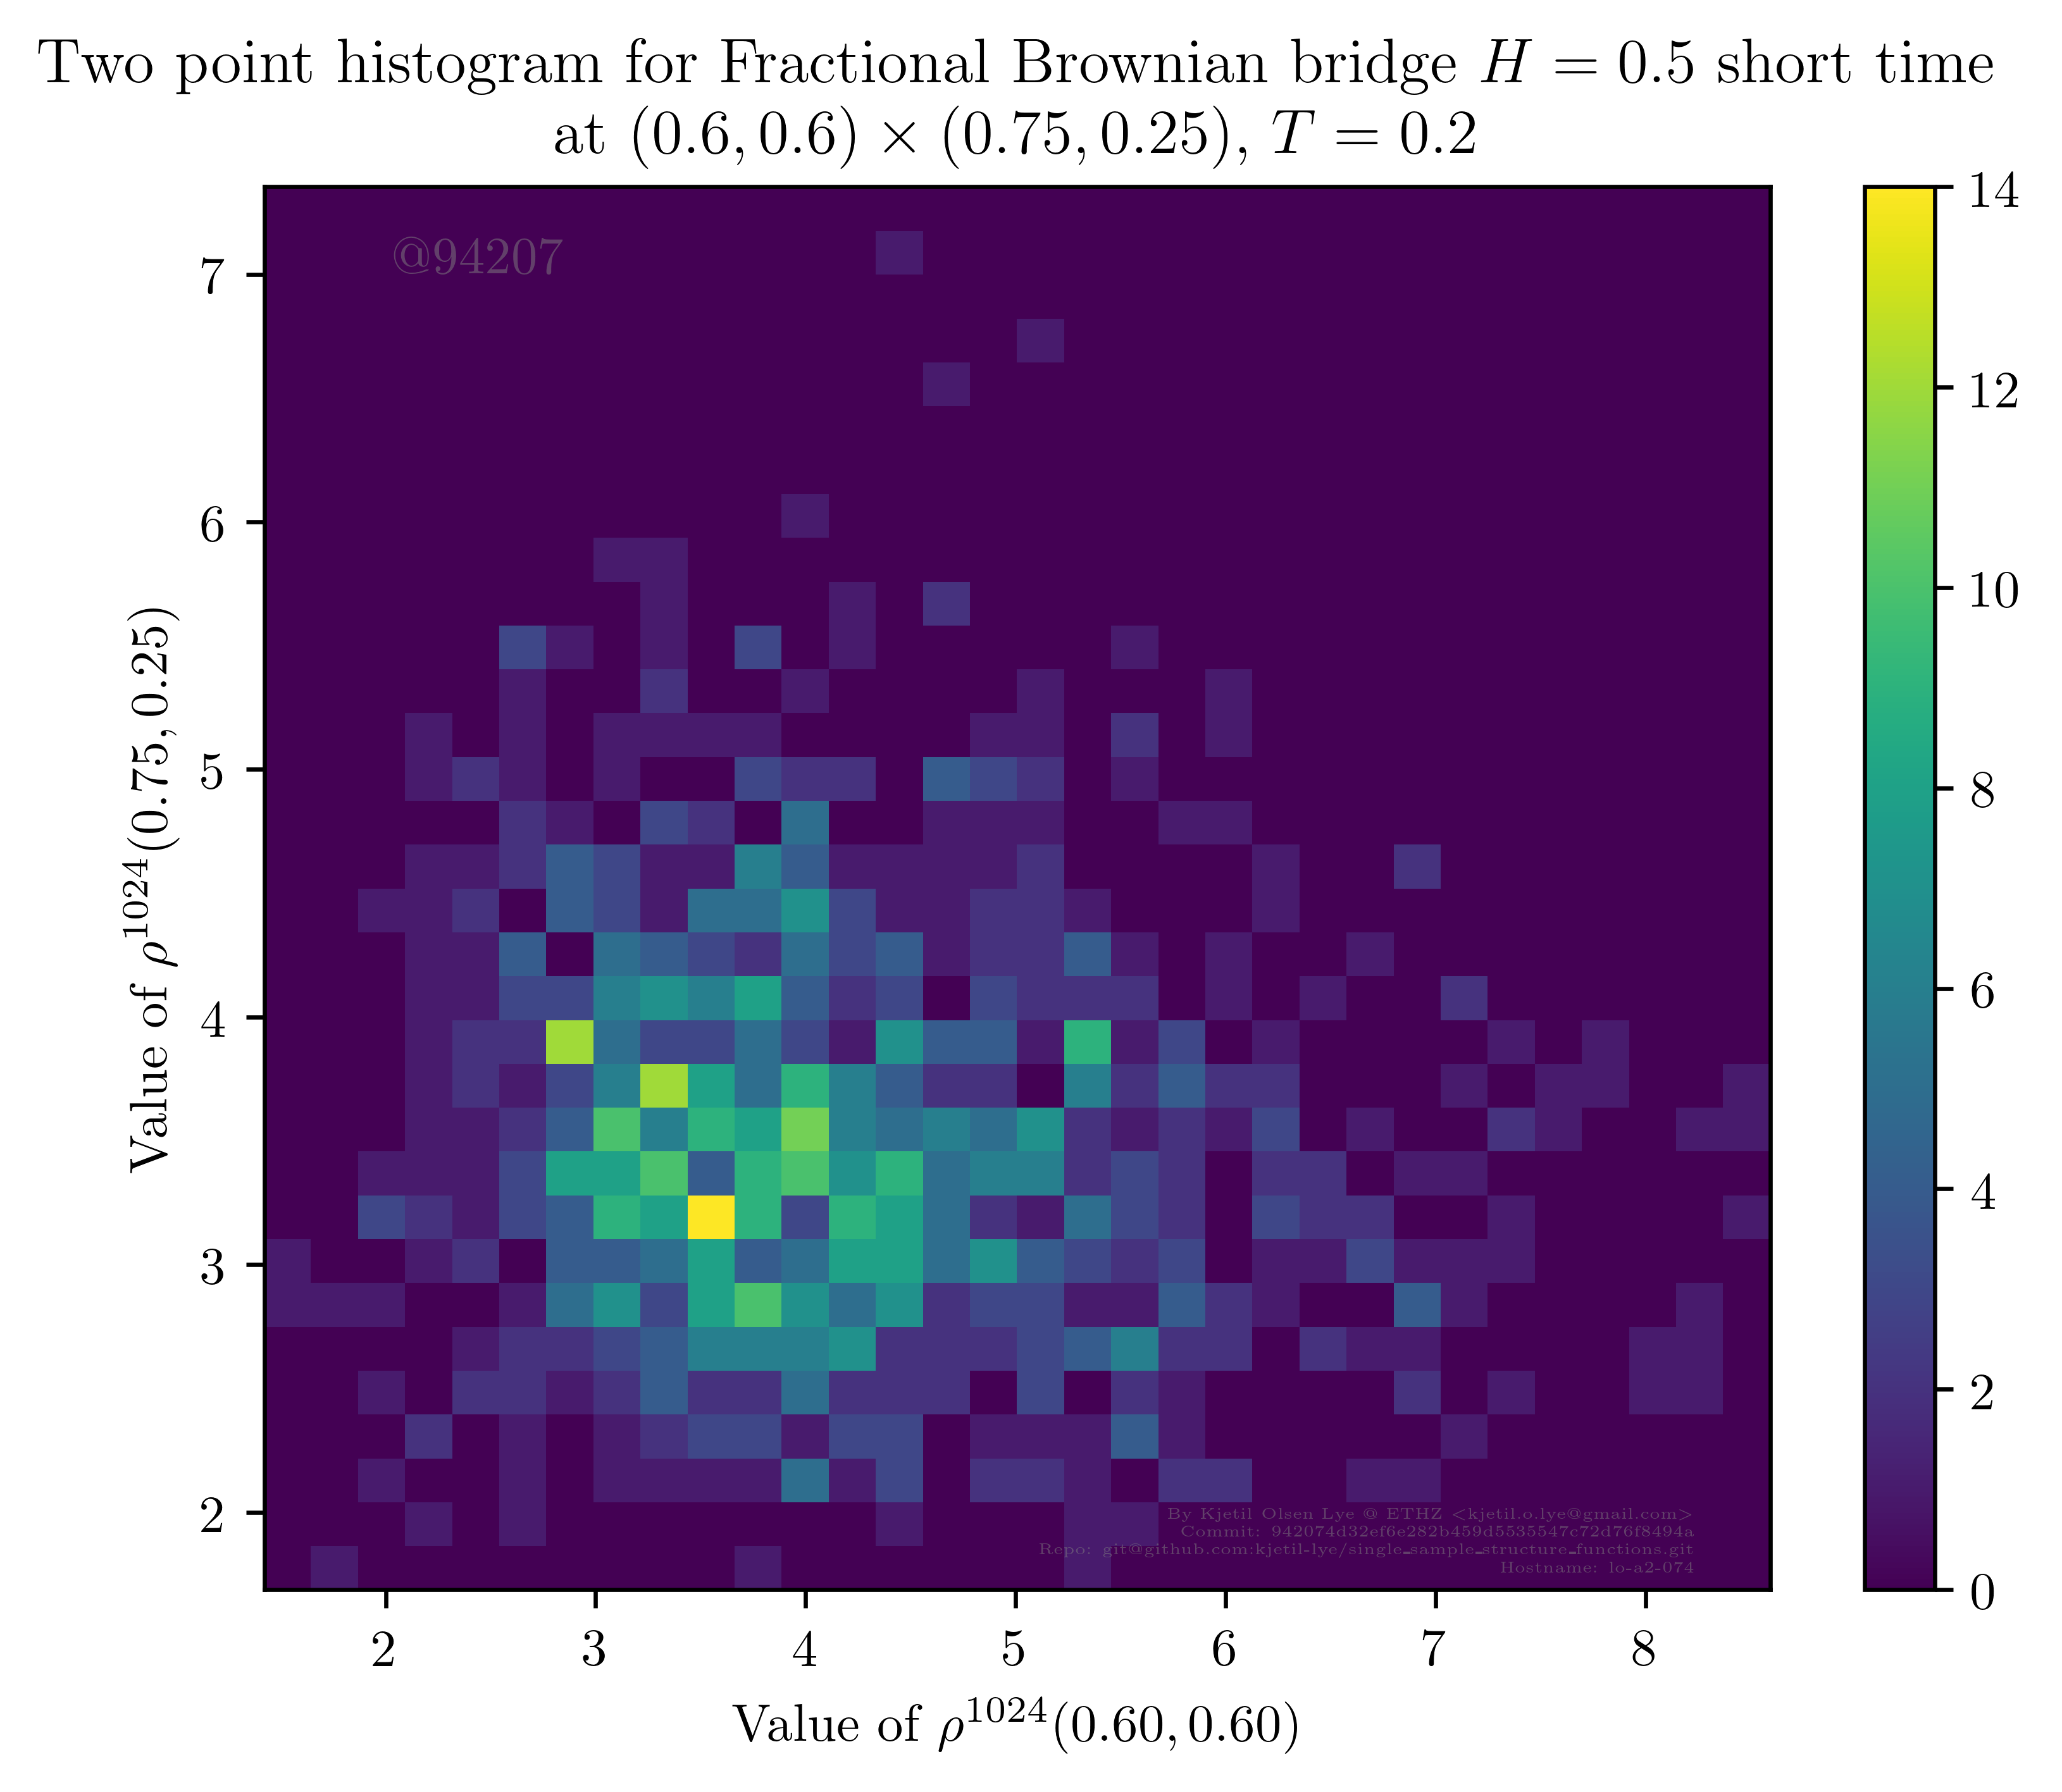 Two point histogram for Fractional Brownian bridge H = 0.5 short time
at (0.6, 0.6) × (0.75, 0.25), T = 0.2
@94207
14
12
10
8
6
4
2
0
7
6
5
4
3
2
Value of ρ^1024(0.75, 0.25)
By Kjetil Olsen Lye @ ETHZ <kjetil.o.lye@gmail.com>
Commit: 942074d32ef6e282b459d5535547c72d76f8494a
Repo: git@github.com:kjetil-lye/single_sample_structure_functions.git
Hostname: lo-a2-074
2 3 4 5 6 7 8
Value of ρ^1024(0.60, 0.60)